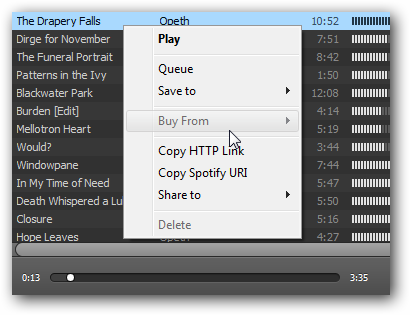 The Drapery Falls Opeth 10:52
Play
Dirge for November 7:51
The Funeral Portrait 8:42
Queue
Patterns in the Ivy 1:50
Save to
Blackwater Park 12:08
Burden [Edit] 4:14
Buy From
Mellotron Heart 5:19
Would? 3:44
Copy HTTP Link
Windowpane 7:44
Copy Spotify URI
In My Time of Need 5:47
Share to
Death Whispered a Lu 5:50
Closure 5:16
Delete
Hope Leaves Opeth 4:27
0:13 3:35